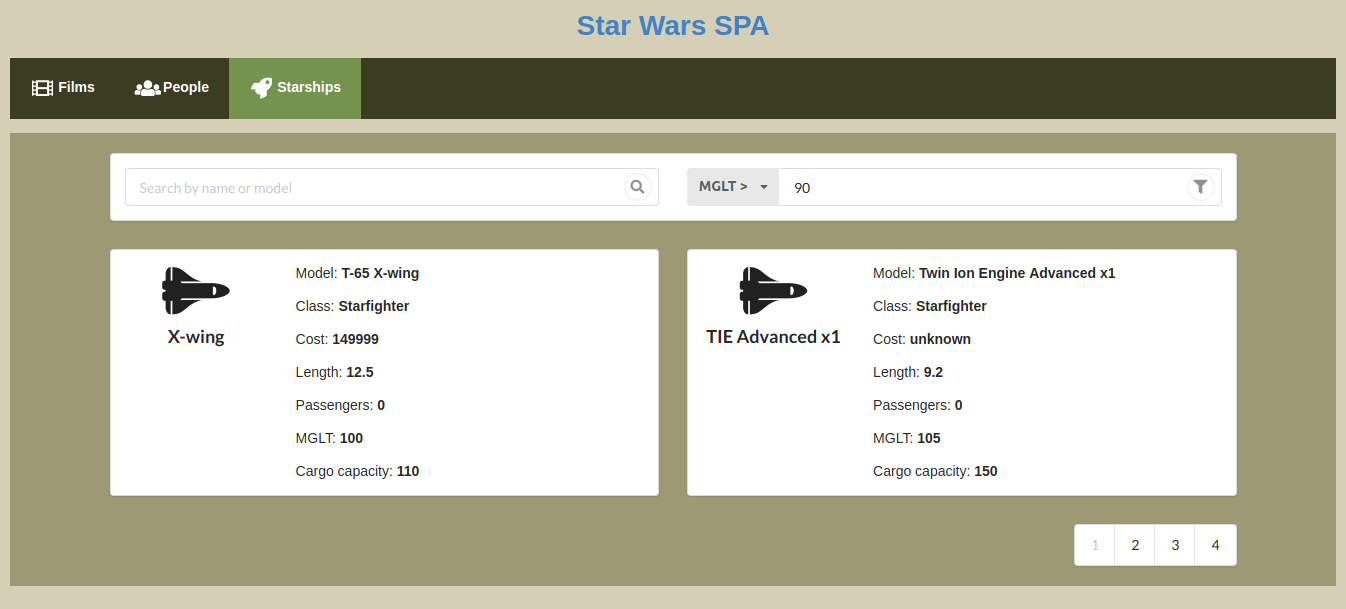 Star Wars SPA
Films People Starships
Search by name or model
MGLT > 90
X-wing
Model: T-65 X-wing
Class: Starfighter
Cost: 149999
Length: 12.5
Passengers: 0
MGLT: 100
Cargo capacity: 110
TIE Advanced x1
Model: Twin Ion Engine Advanced x1
Class: Starfighter
Cost: unknown
Length: 9.2
Passengers: 0
MGLT: 105
Cargo capacity: 150
1 2 3 4